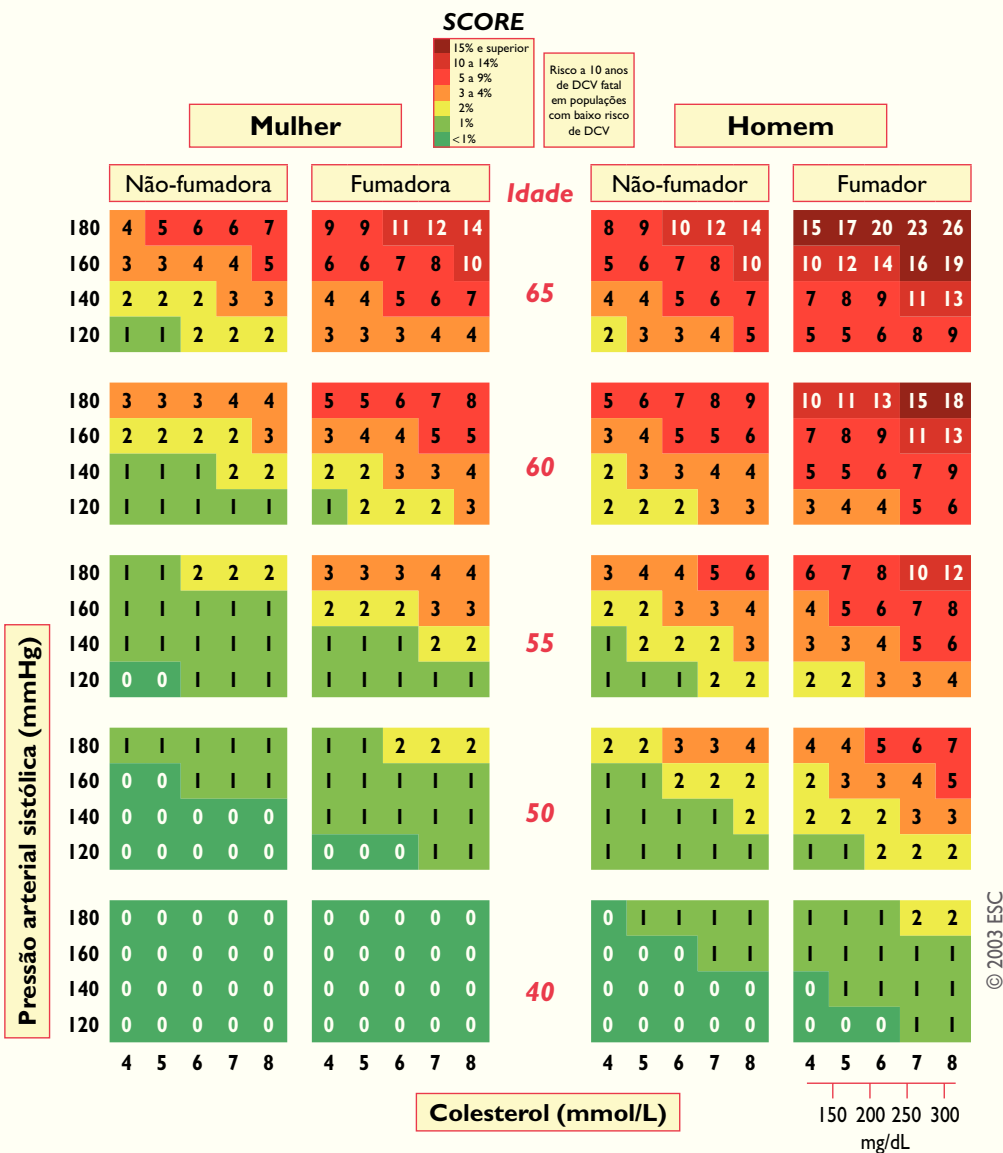 SCORE
15% e superior
10 a 14%
5 a 9%
3 a 4%
2%
1%
<1%
Risco a 10 anos
de DCV fatal
em populações
com baixo risco
de DCV
Mulher
Homem
Não-fumadora Fumadora Idade Não-fumador Fumador
180 4 5 6 6 7 9 9 11 12 14 8 9 10 12 14 15 17 20 23 26
160 3 3 4 4 5 6 6 7 8 10 5 6 7 8 10 10 12 14 16 19
65
140 2 2 2 3 3 4 4 5 6 7 4 4 5 6 7 7 8 9 11 13
120 1 1 2 2 2 3 3 3 4 4 2 3 3 4 5 5 5 6 8 9
180 3 3 3 4 4 5 5 6 7 8 5 6 7 8 9 10 11 13 15 18
160 2 2 2 2 3 3 4 4 5 5 3 4 5 5 6 7 8 9 11 13
60
140 1 1 1 2 2 2 2 3 3 4 2 3 3 4 4 5 5 6 7 9
120 1 1 1 1 1 1 2 2 2 3 2 2 2 3 3 3 4 4 5 6
180 1 1 2 2 2 3 3 3 4 4 3 4 4 5 6 6 7 8 10 12
160 1 1 1 1 1 2 2 2 3 3 2 2 3 3 4 4 5 6 7 8
55
140 1 1 1 1 1 1 1 1 2 2 1 2 2 2 3 3 3 4 5 6
120 0 0 1 1 1 1 1 1 1 1 1 1 1 2 2 2 2 3 3 4
180 1 1 1 1 1 1 1 2 2 2 2 2 3 3 4 4 4 5 6 7
160 0 0 1 1 1 1 1 1 1 1 1 1 2 2 2 2 3 3 4 5
50
140 0 0 0 0 0 1 1 1 1 1 1 1 1 1 2 2 2 2 3 3
120 0 0 0 0 0 0 0 0 1 1 1 1 1 1 1 1 1 2 2 2
180 0 0 0 0 0 0 0 0 0 0 0 1 1 1 1 1 1 1 2 2
160 0 0 0 0 0 0 0 0 0 0 0 0 0 1 1 1 1 1 1 1
40
140 0 0 0 0 0 0 0 0 0 0 0 0 0 0 0 0 1 1 1 1
120 0 0 0 0 0 0 0 0 0 0 0 0 0 0 0 0 0 0 1 1
4 5 6 7 8 4 5 6 7 8 4 5 6 7 8 4 5 6 7 8
Pressão arterial sistólica (mmHg)
Colesterol (mmol/L)
150 200 250 300
mg/dL
© 2003 ESC